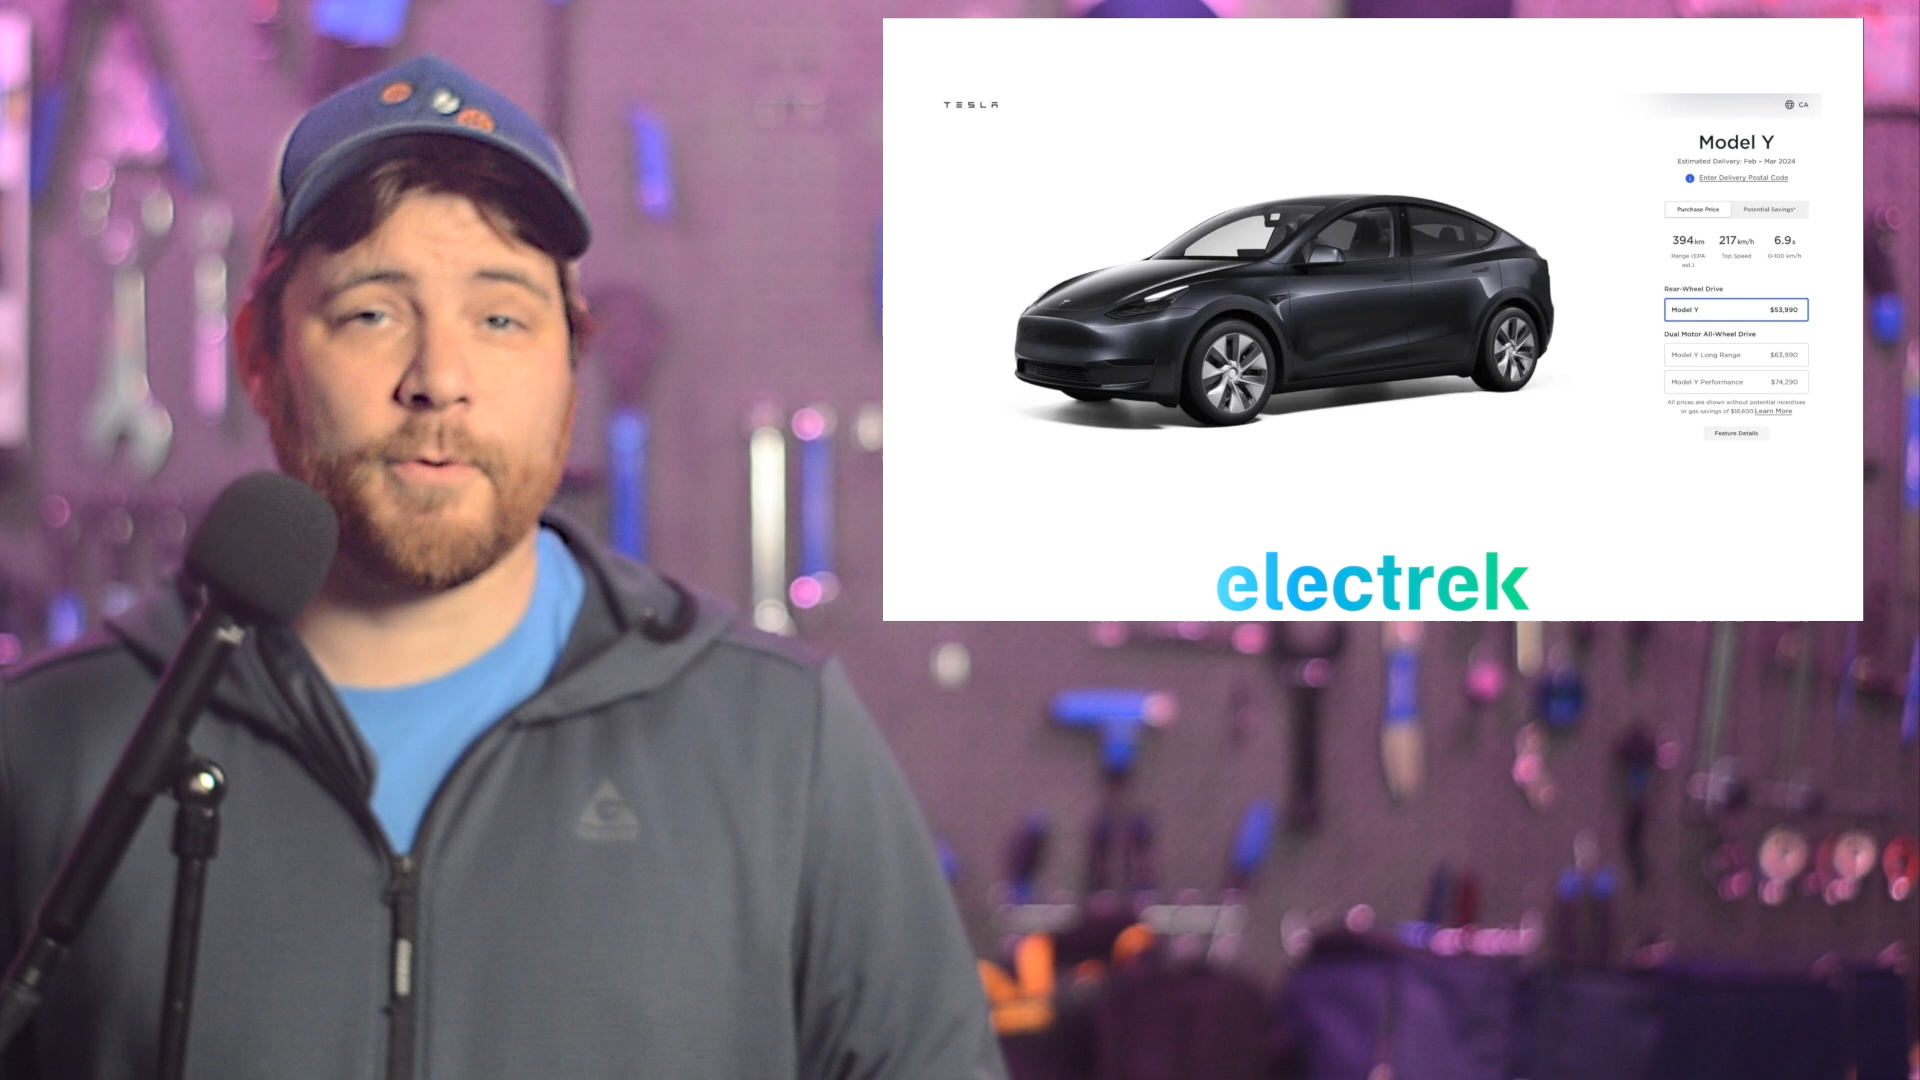 TESLA
CA
Model Y
Estimated Delivery: Feb – Mar 2024
i Enter Delivery Postal Code
Purchase Price Potential Savings*
394km 217km/h 6.9s
Range (EPA est.) Top Speed 0-100 km/h
Rear-Wheel Drive
Model Y $53,990
Dual Motor All-Wheel Drive
Model Y Long Range $63,990
Model Y Performance $74,290
All prices are shown without potential incentives
or gas savings of $18,600.Learn More
Feature Details
electrek